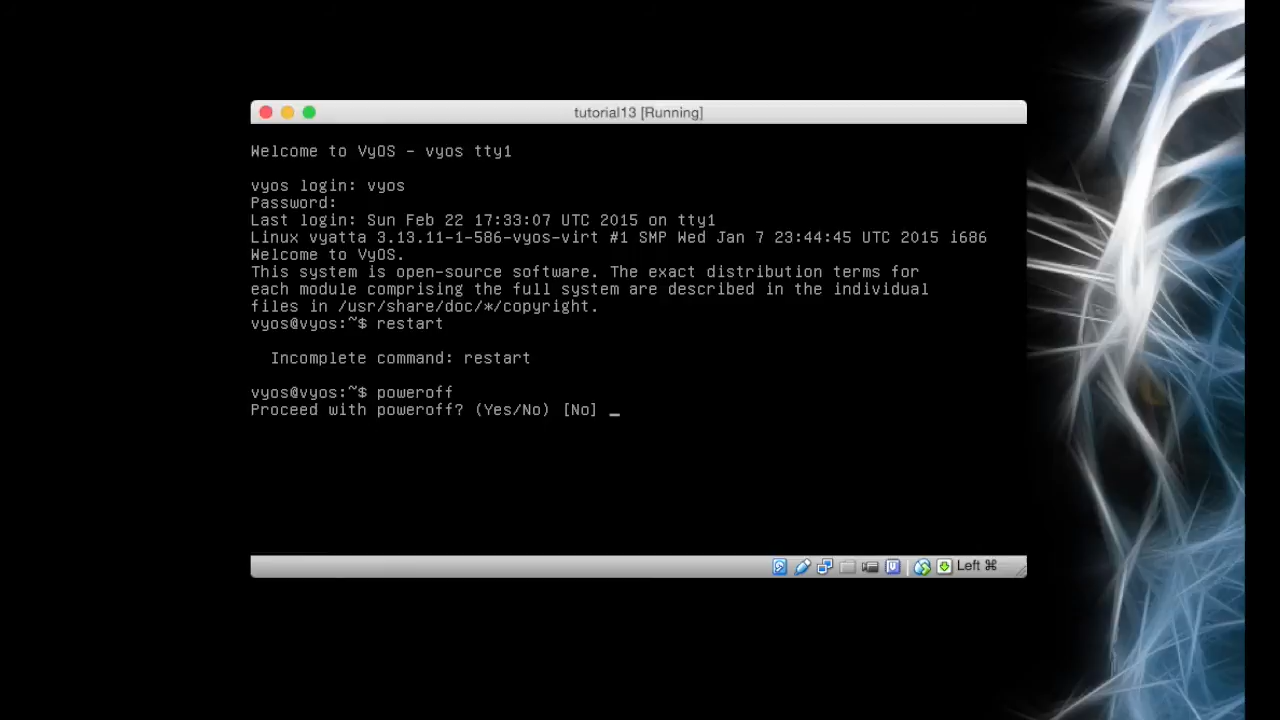 tutorial13 [Running]
Welcome to VyOS - vyos tty1
vyos login: vyos
Password:
Last login: Sun Feb 22 17:33:07 UTC 2015 on tty1
Linux vyatta 3.13.11-1-586-vyos-virt #1 SMP Wed Jan 7 23:44:45 UTC 2015 i686
Welcome to VyOS.
This system is open-source software. The exact distribution terms for
each module comprising the full system are described in the individual
files in /usr/share/doc/*/copyright.
vyos@vyos:~$ restart
Incomplete command: restart
vyos@vyos:~$ poweroff
Proceed with poweroff? (Yes/No) [No] _
Left ⌘